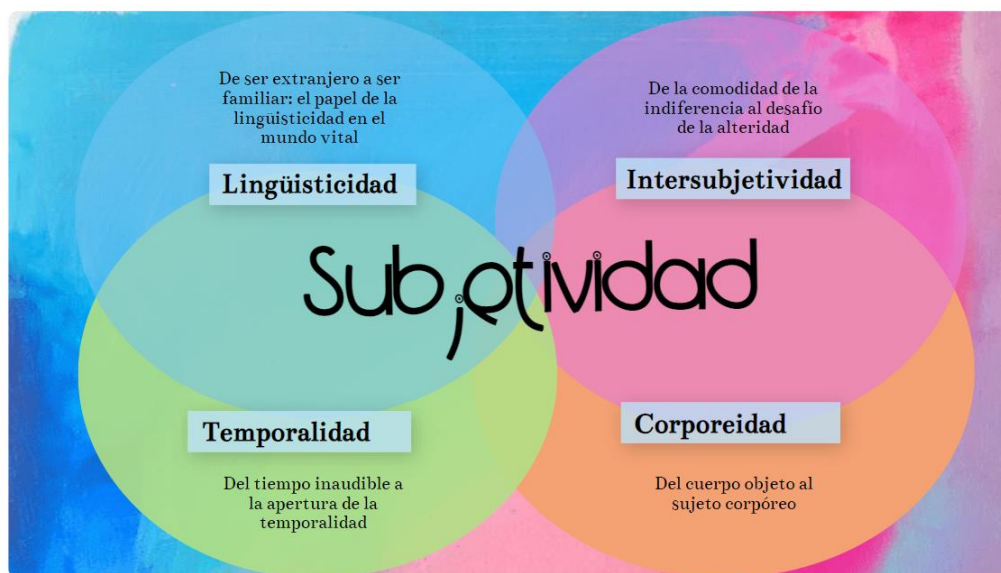 De ser extranjero a ser
familiar: el papel de la
lingüisticidad en el
mundo vital
Lingüisticidad
De la comodidad de la
indiferencia al desafío
de la alteridad
Intersubjetividad
Subjetividad
Temporalidad
Del tiempo inaudible a
la apertura de la
temporalidad
Corporeidad
Del cuerpo objeto al
sujeto corpóreo